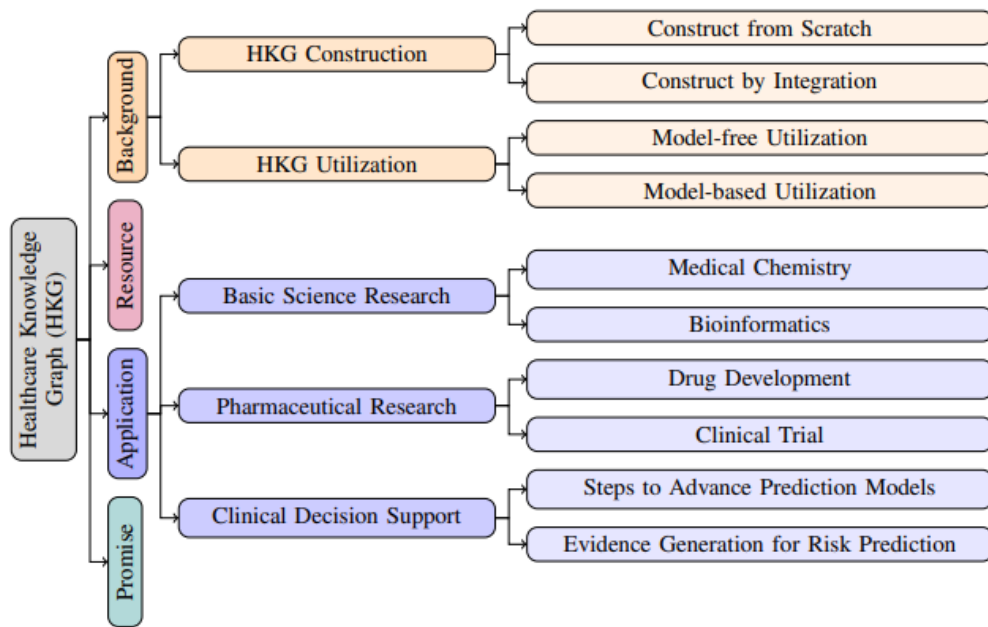 Healthcare Knowledge
Graph (HKG)
Background
HKG Construction
Construct from Scratch
Construct by Integration
HKG Utilization
Model-free Utilization
Model-based Utilization
Resource
Application
Basic Science Research
Medical Chemistry
Bioinformatics
Pharmaceutical Research
Drug Development
Clinical Trial
Clinical Decision Support
Steps to Advance Prediction Models
Evidence Generation for Risk Prediction
Promise